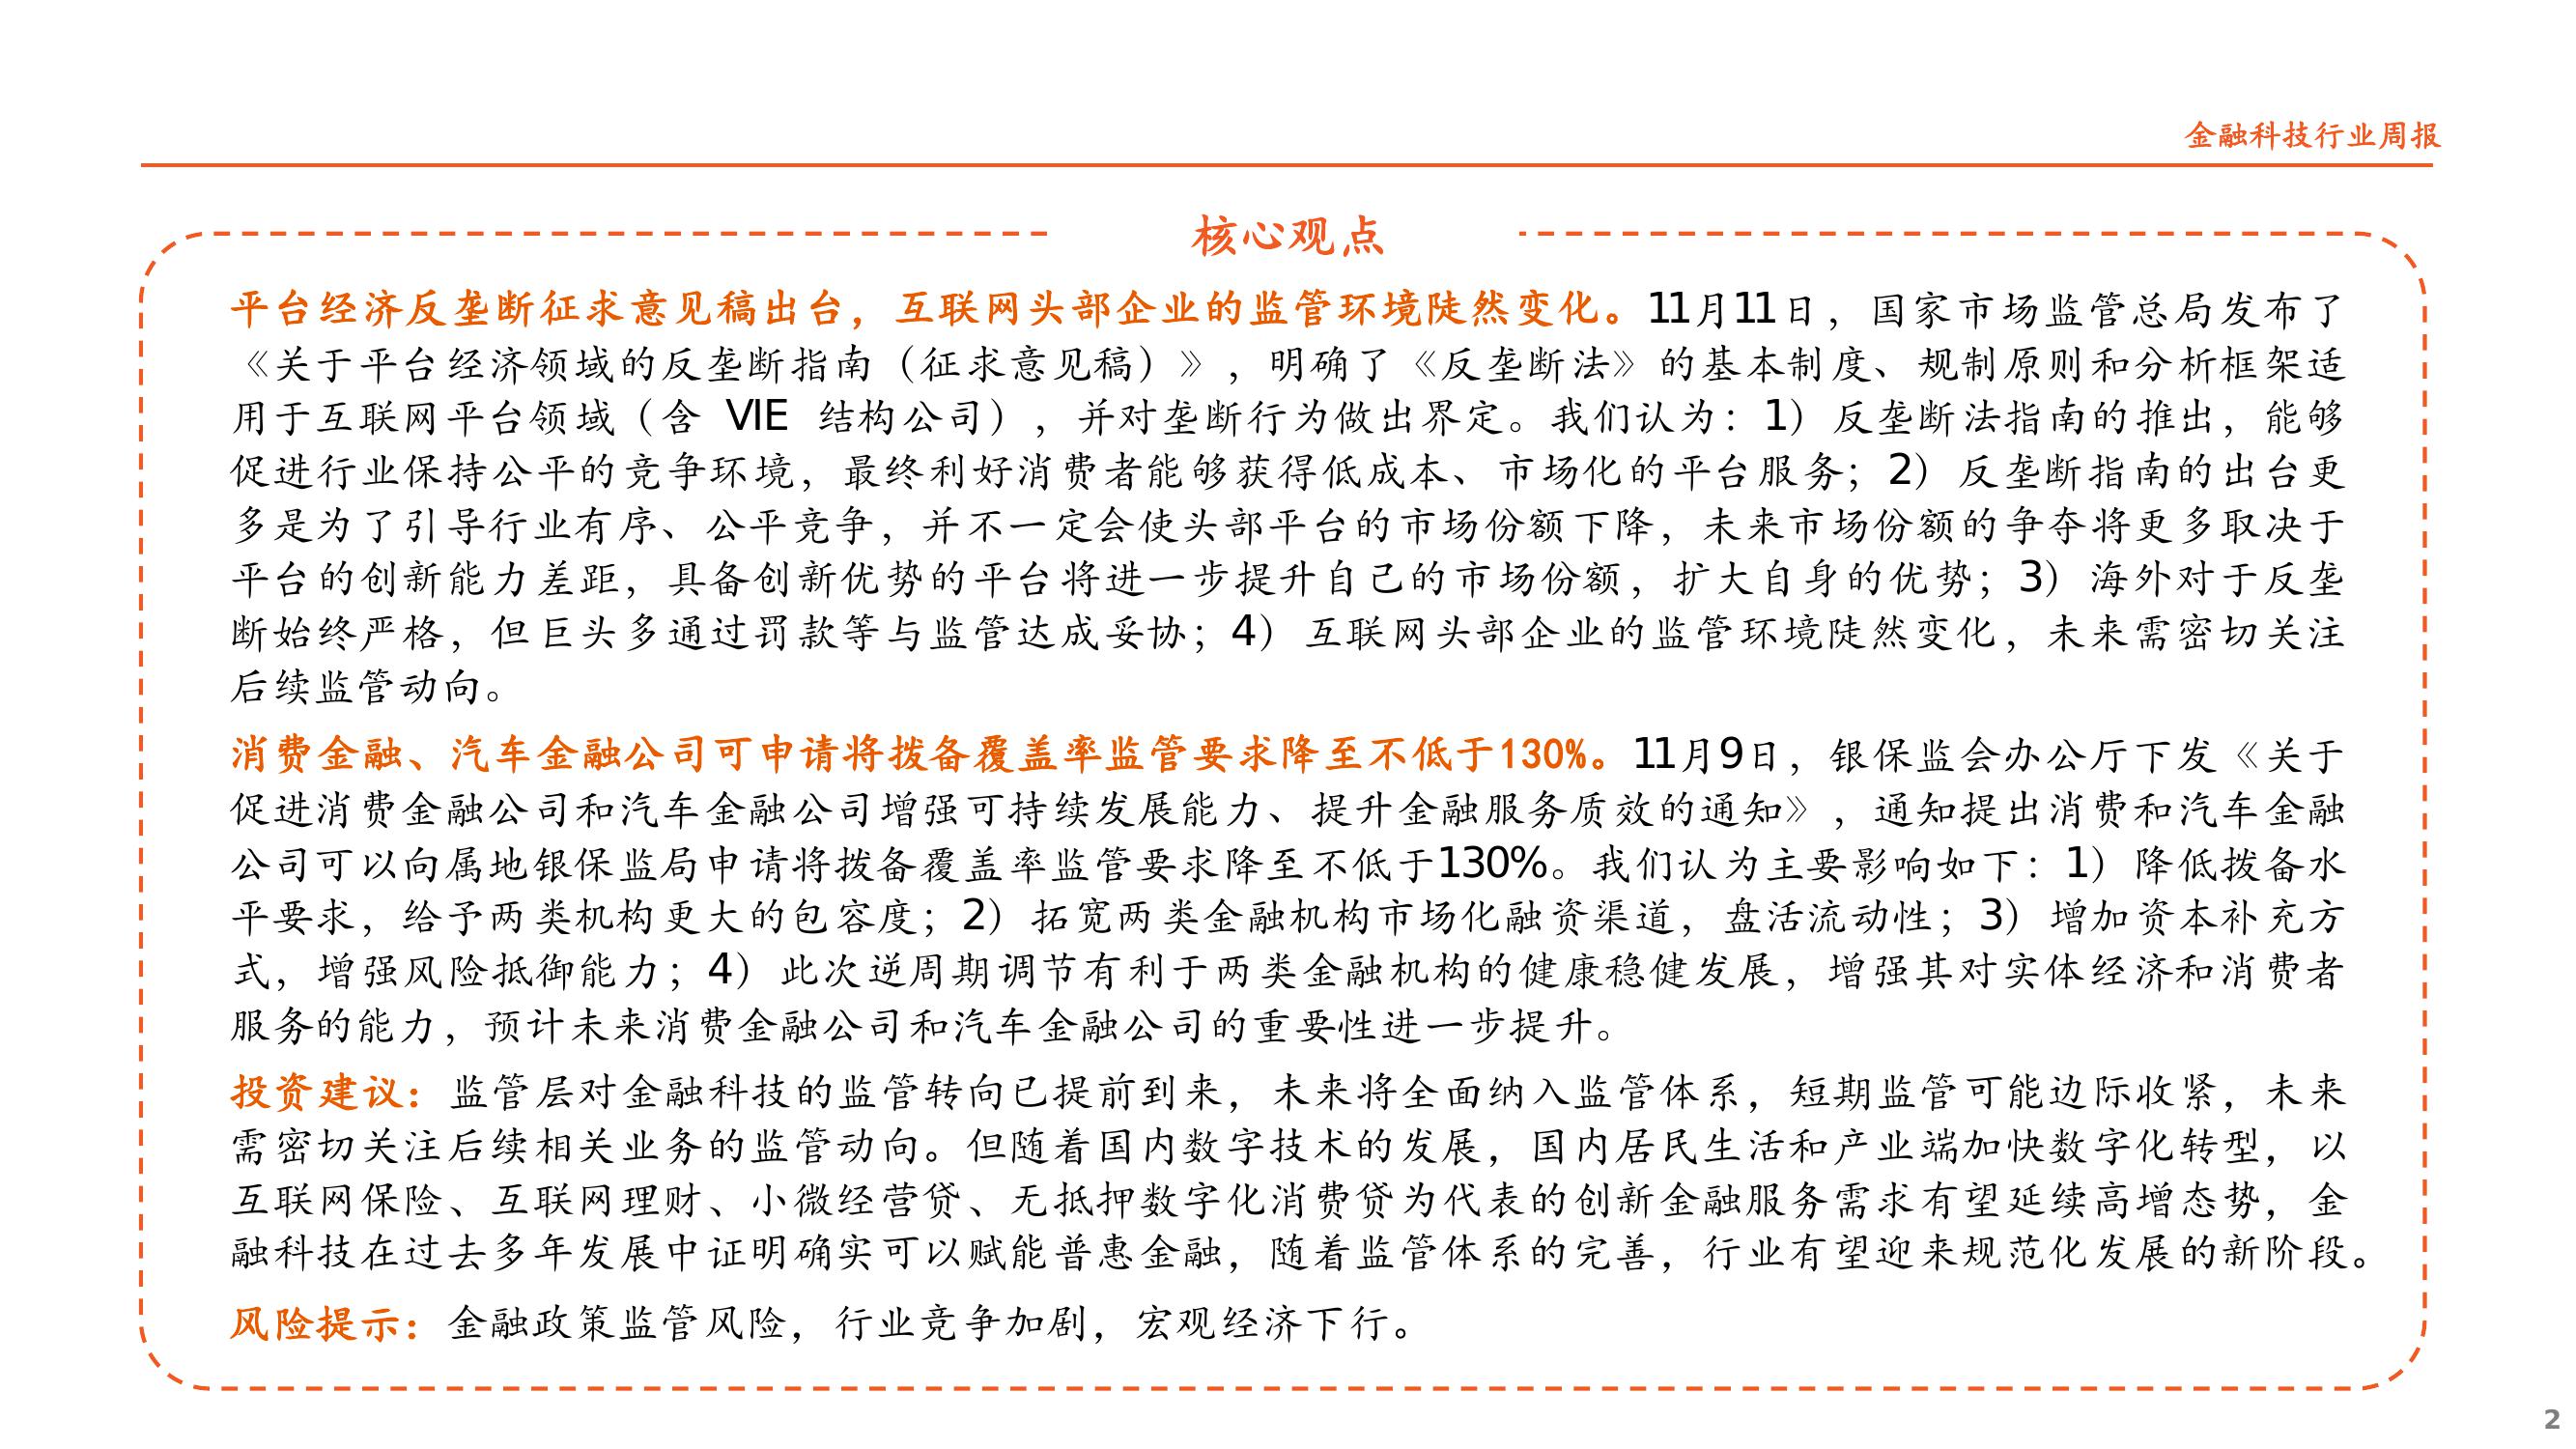 金融科技行业周报
核心观点
平台经济反垄断征求意见稿出台，互联网头部企业的监管环境陡然变化。11月11日，国家市场监管总局发布了
《关于平台经济领域的反垄断指南（征求意见稿）》，明确了《反垄断法》的基本制度、规制原则和分析框架适
用于互联网平台领域（含 VIE 结构公司），并对垄断行为做出界定。我们认为：1）反垄断法指南的推出，能够
促进行业保持公平的竞争环境，最终利好消费者能够获得低成本、市场化的平台服务；2）反垄断指南的出台更
多是为了引导行业有序、公平竞争，并不一定会使头部平台的市场份额下降，未来市场份额的争夺将更多取决于
平台的创新能力差距，具备创新优势的平台将进一步提升自己的市场份额，扩大自身的优势；3）海外对于反垄
断始终严格，但巨头多通过罚款等与监管达成妥协；4）互联网头部企业的监管环境陡然变化，未来需密切关注
后续监管动向。
消费金融、汽车金融公司可申请将拨备覆盖率监管要求降至不低于130%。11月9日，银保监会办公厅下发《关于
促进消费金融公司和汽车金融公司增强可持续发展能力、提升金融服务质效的通知》，通知提出消费和汽车金融
公司可以向属地银保监局申请将拨备覆盖率监管要求降至不低于130%。我们认为主要影响如下：1）降低拨备水
平要求，给予两类机构更大的包容度；2）拓宽两类金融机构市场化融资渠道，盘活流动性；3）增加资本补充方
式，增强风险抵御能力；4）此次逆周期调节有利于两类金融机构的健康稳健发展，增强其对实体经济和消费者
服务的能力，预计未来消费金融公司和汽车金融公司的重要性进一步提升。
投资建议：监管层对金融科技的监管转向已提前到来，未来将全面纳入监管体系，短期监管可能边际收紧，未来
需密切关注后续相关业务的监管动向。但随着国内数字技术的发展，国内居民生活和产业端加快数字化转型，以
互联网保险、互联网理财、小微经营贷、无抵押数字化消费贷为代表的创新金融服务需求有望延续高增态势，金
融科技在过去多年发展中证明确实可以赋能普惠金融，随着监管体系的完善，行业有望迎来规范化发展的新阶段。
风险提示：金融政策监管风险，行业竞争加剧，宏观经济下行。
2